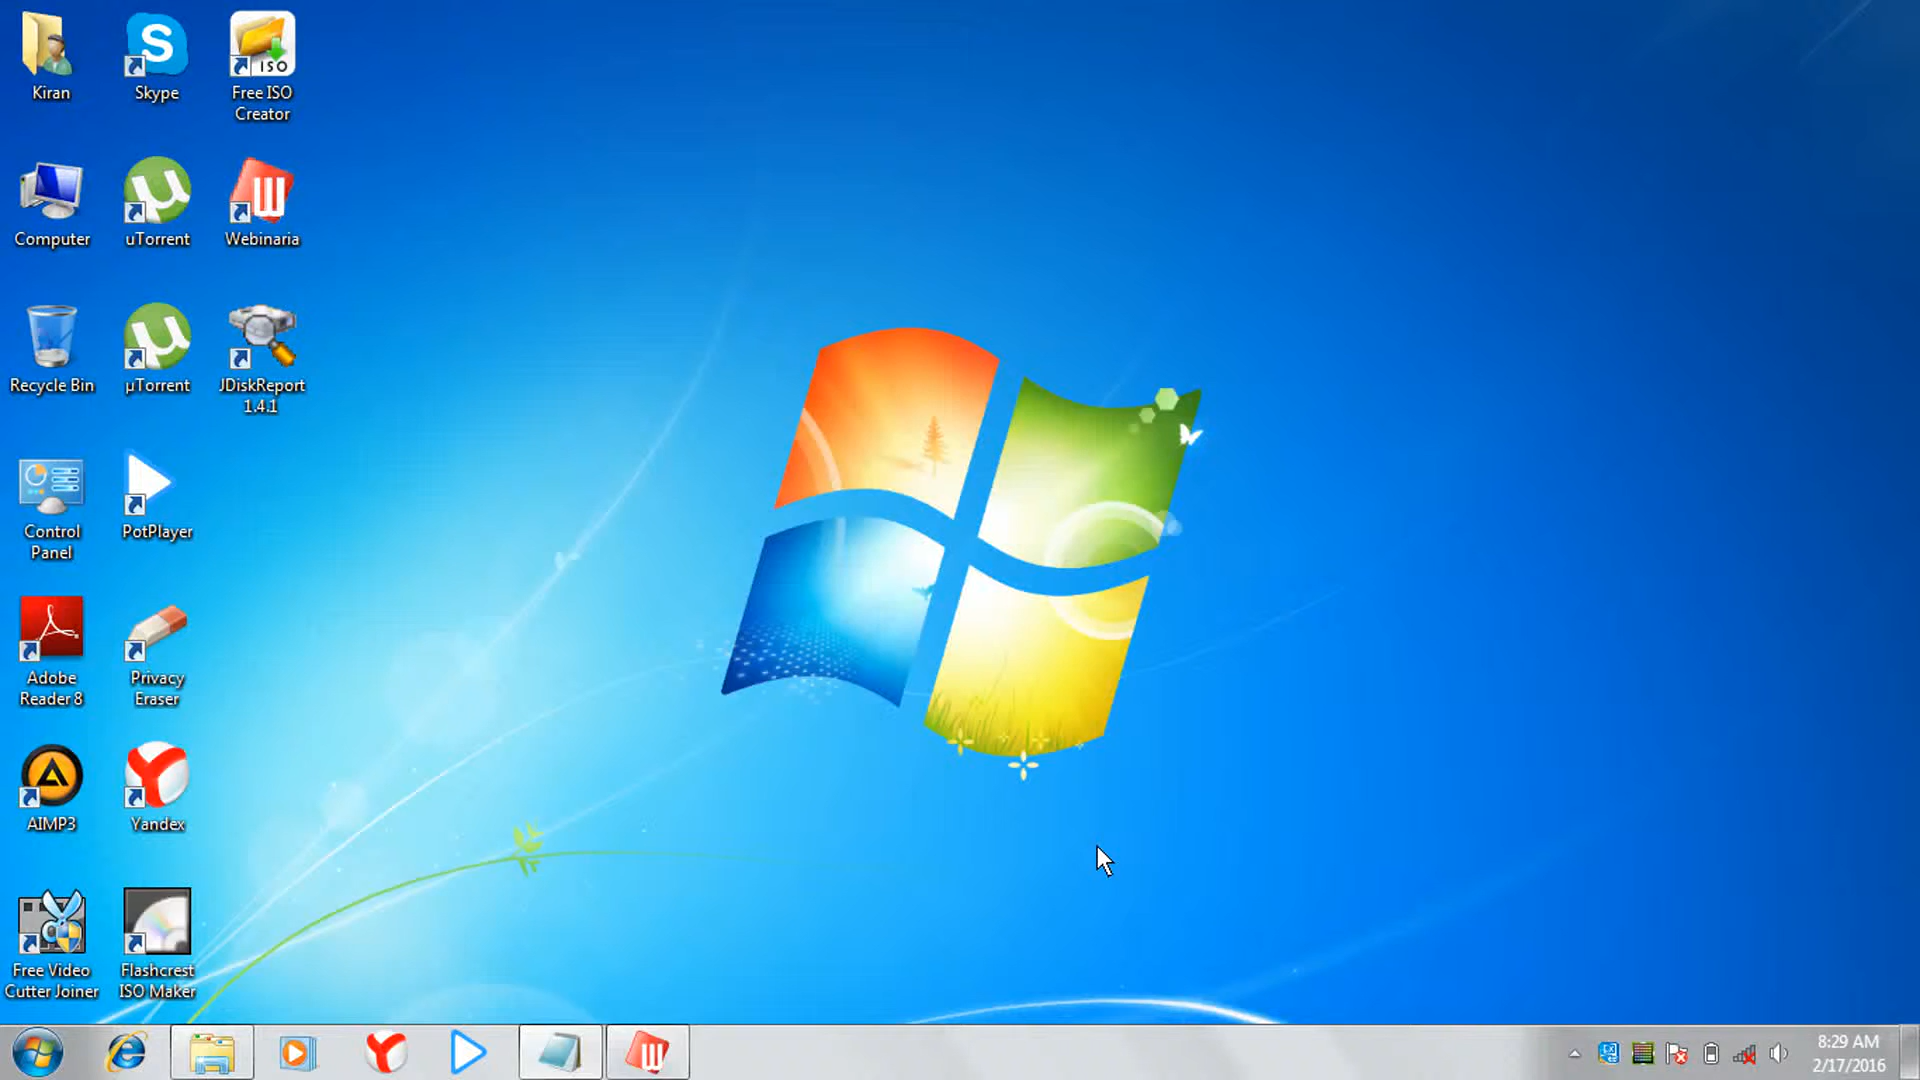 Kiran
Skype
Free ISO
Creator
ISO
Computer
uTorrent
Webinaria
Recycle Bin
µTorrent
JDiskReport
1.4.1
Control
Panel
PotPlayer
Adobe
Reader 8
Privacy
Eraser
AIMP3
Yandex
Free Video
Cutter Joiner
Flashcrest
ISO Maker
8:29 AM
2/17/2016